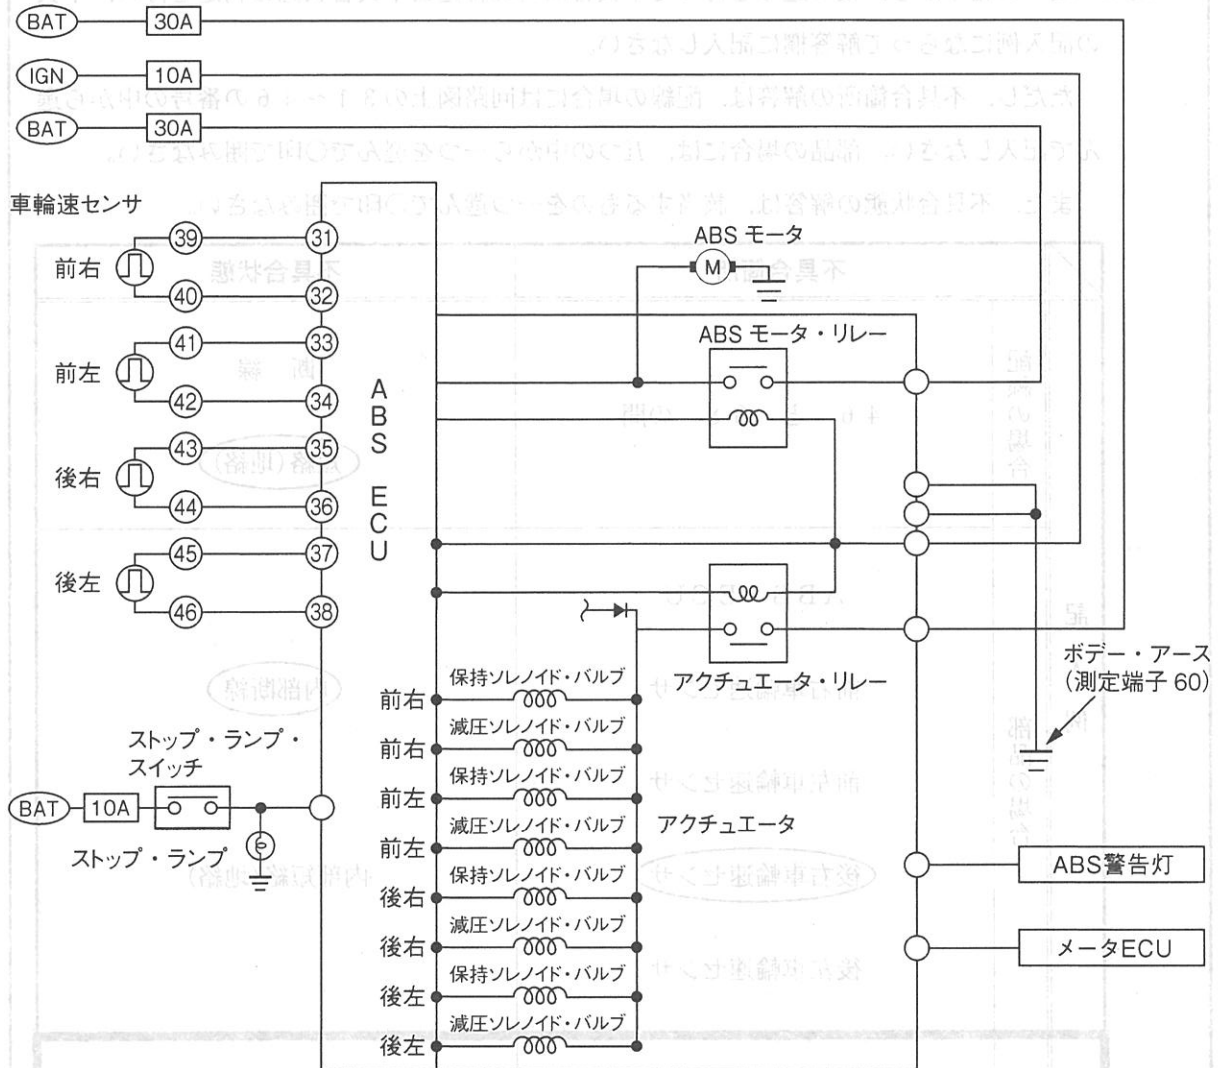 BAT 30A
IGN 10A
BAT 30A
車輪速センサ
前右
39
31
40
32
前左
41
33
42
34
後右
43
35
44
36
後左
45
37
46
38
ABS ECU
ABS モータ
M
ABS モータ・リレー
アクチュエータ・リレー
ボデー・アース
(測定端子 60)
前右 保持ソレノイド・バルブ
前右 減圧ソレノイド・バルブ
前左 保持ソレノイド・バルブ
前左 減圧ソレノイド・バルブ
後右 保持ソレノイド・バルブ
後右 減圧ソレノイド・バルブ
後左 保持ソレノイド・バルブ
後左 減圧ソレノイド・バルブ
アクチュエータ
ストップ・ランプ・
スイッチ
BAT 10A
ストップ・ランプ
ABS警告灯
メータECU